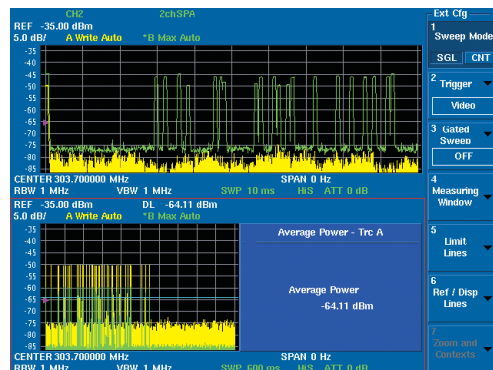 CH2 2chSPA
REF -35.00 dBm
5.0 dB/ A Write Auto *B Max Auto
-35
-40
-45
-50
-55
-60
-65
-70
-75
-80
-85
CENTER 303.700000 MHz SPAN 0 Hz
RBW 1 MHz VBW 1 MHz SWP 10 ms HiS ATT 0 dB
REF -35.00 dBm DL -64.11 dBm
5.0 dB/ A Write Auto *B Max Auto
-35
-40
-45
-50
-55
-60
-65
-70
-75
-80
-85
Average Power - Trc A
Average Power
-64.11 dBm
CENTER 303.700000 MHz SPAN 0 Hz
RBW 1 MHz VBW 1 MHz SWP 600 ms HiS ATT 0 dB
Ext Cfg
1
Sweep Mode
SGL CNT
2 Trigger
Video
3 Gated
Sweep
OFF
4
Measuring
Window
5
Limit
Lines
6
Ref / Disp
Lines
7
Zoom and
Contexts